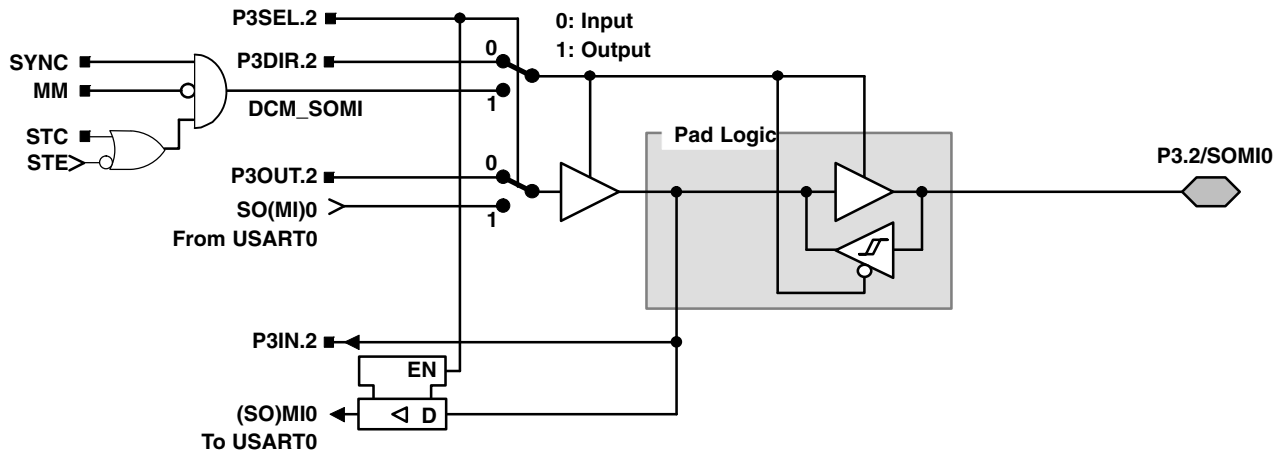 P3SEL.2
0: Input
1: Output
P3DIR.2
0
SYNC
MM
1
DCM_SOMI
STC
STE
Pad Logic
P3.2/SOMI0
P3OUT.2
0
SO(MI)0
1
From USART0
P3IN.2
EN
(SO)MI0
D
To USART0